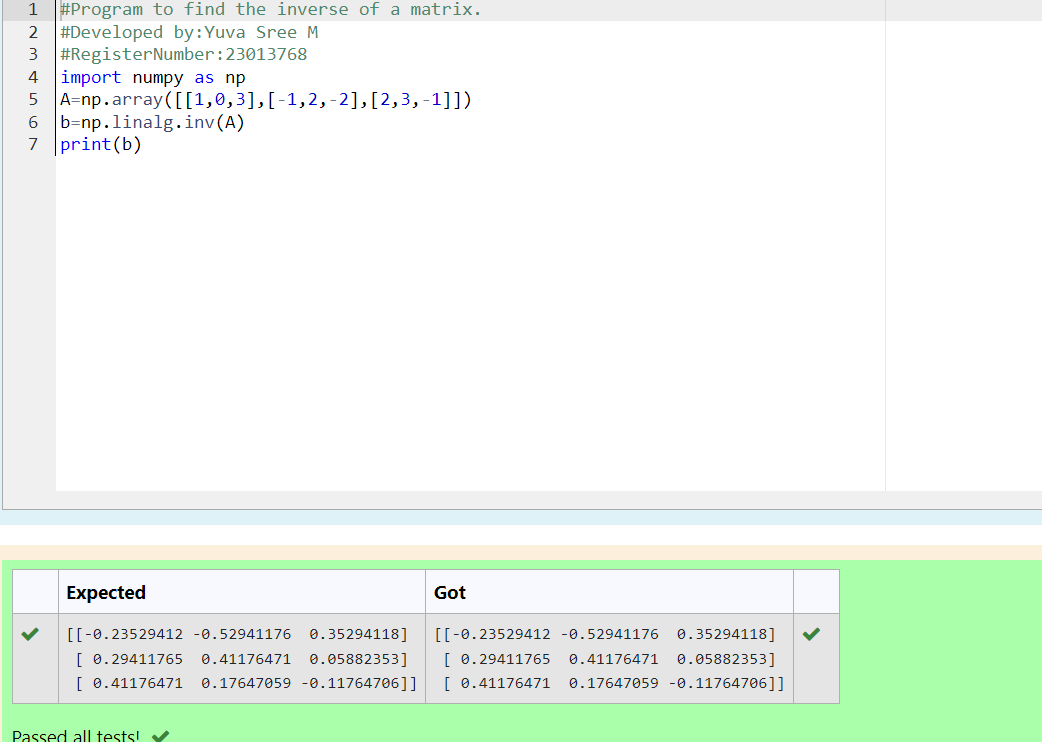 1 #Program to find the inverse of a matrix.
2 #Developed by:Yuva Sree M
3 #RegisterNumber:23013768
4 import numpy as np
5 A=np.array([[1,0,3],[-1,2,-2],[2,3,-1]])
6 b=np.linalg.inv(A)
7 print(b)
Expected Got
[[-0.23529412 -0.52941176  0.35294118] [[-0.23529412 -0.52941176  0.35294118]
[ 0.29411765  0.41176471  0.05882353] [ 0.29411765  0.41176471  0.05882353]
[ 0.41176471  0.17647059 -0.11764706]] [ 0.41176471  0.17647059 -0.11764706]]
Passed all tests!